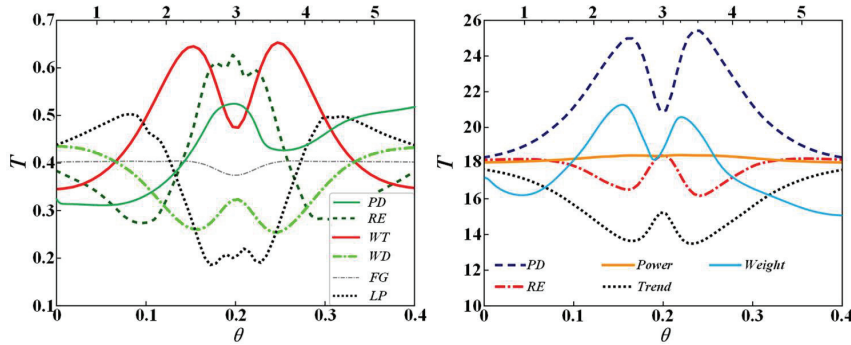 1 2 3 4 5
0.7
0.6
0.5
0.4
0.3
0.2
0.1
T
PD
RE
WT
WD
FG
LP
0 0.1 0.2 0.3 0.4
θ
1 2 3 4 5
26
24
22
20
18
16
14
12
10
T
PD Power Weight
RE Trend
0 0.1 0.2 0.3 0.4
θ